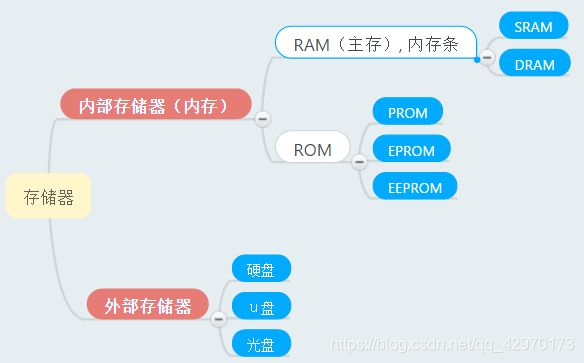 存储器
内部存储器（内存）
RAM（主存）, 内存条
SRAM
DRAM
ROM
PROM
EPROM
EEPROM
外部存储器
硬盘
u盘
光盘
https://blog.csdn.net/qq_42970173